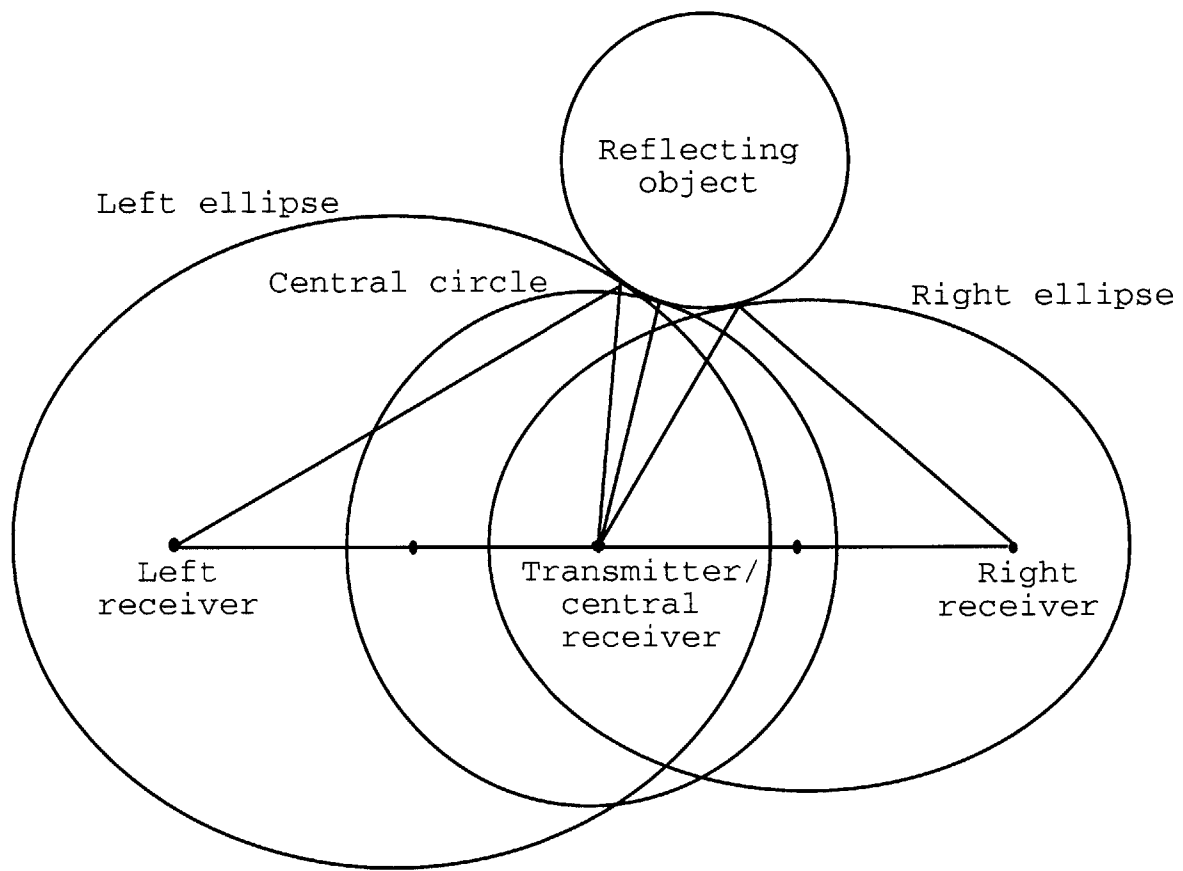 Reflecting
object
Left ellipse
Central circle
Right ellipse
Left
receiver
Transmitter/
central
receiver
Right
receiver